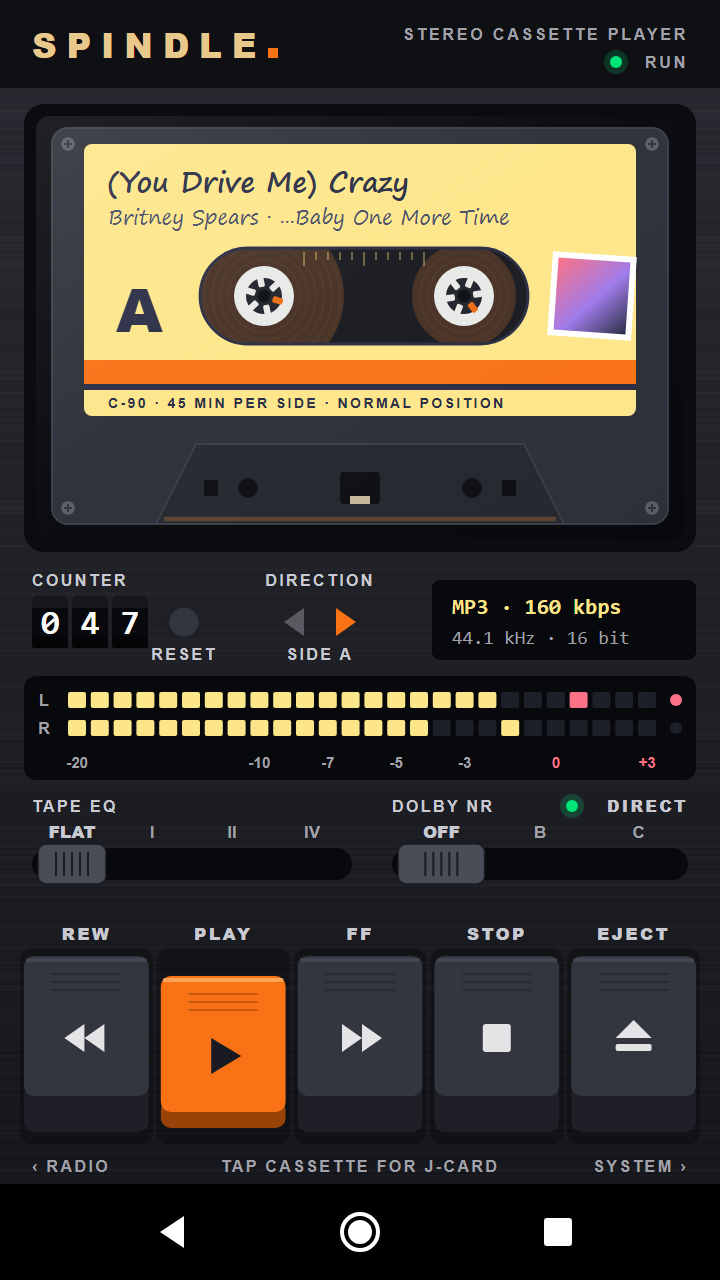 SPINDLE.
STEREO CASSETTE PLAYER
RUN
(You Drive Me) Crazy
Britney Spears · ...Baby One More Time
A
C-90 · 45 MIN PER SIDE · NORMAL POSITION
COUNTER
DIRECTION
0 4 7
RESET
SIDE A
MP3 · 160 kbps
44.1 kHz · 16 bit
L
R
-20 -10 -7 -5 -3 0 +3
TAPE EQ
DOLBY NR
DIRECT
FLAT I II IV
OFF B C
REW PLAY FF STOP EJECT
‹ RADIO
TAP CASSETTE FOR J-CARD
SYSTEM ›